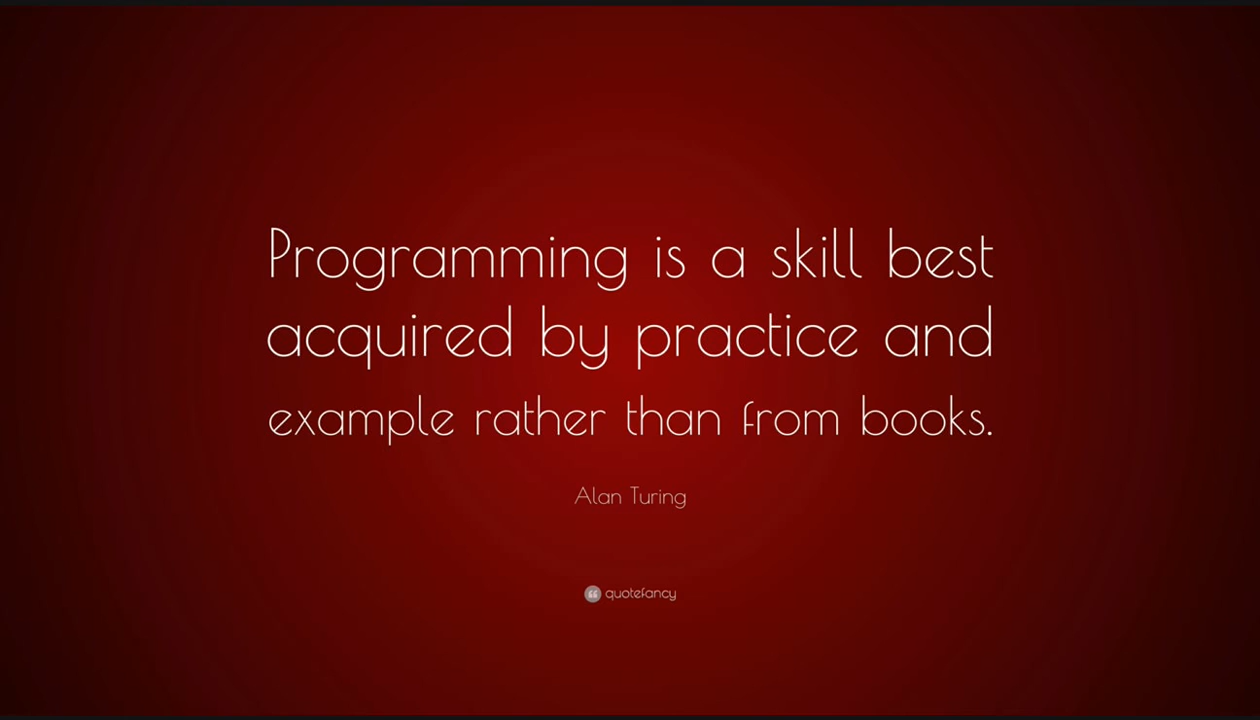 Programming is a skill best
acquired by practice and
example rather than from books.
Alan Turing
quotefancy